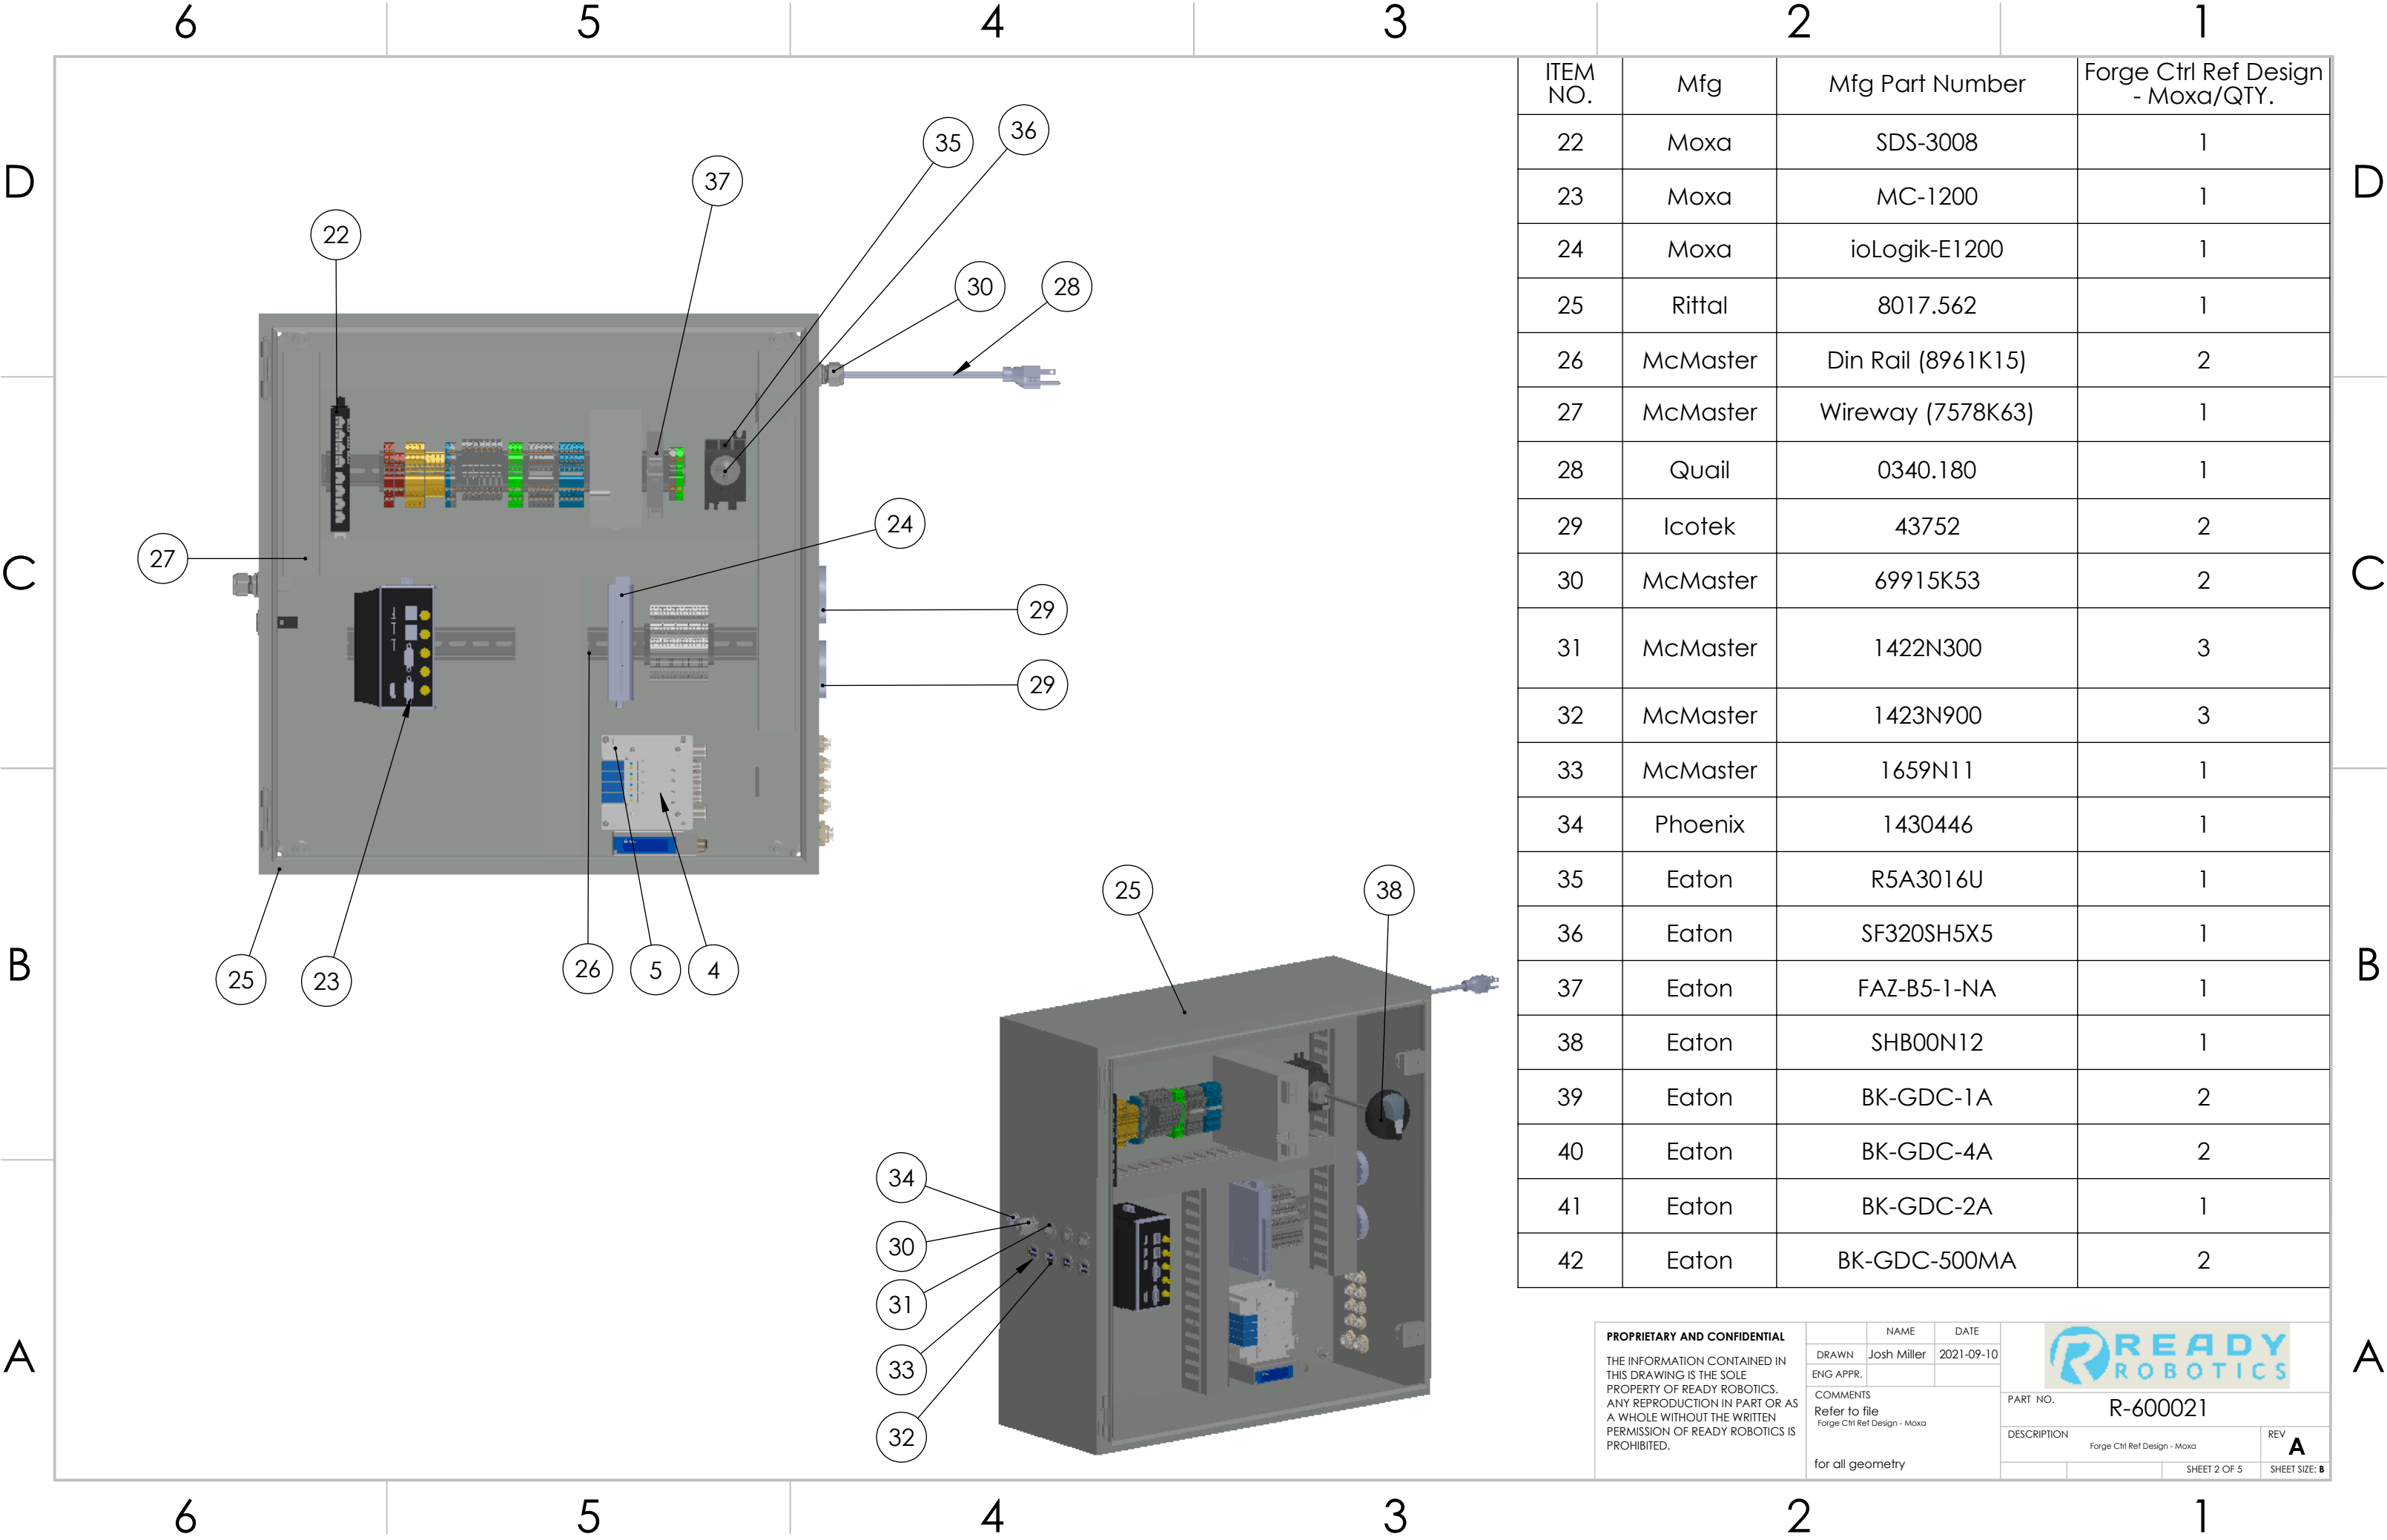 6 5 4 3 2 1
D D
C C
B B
A A
ITEM NO. Mfg Mfg Part Number Forge Ctrl Ref Design - Moxa/QTY.
22 Moxa SDS-3008 1
23 Moxa MC-1200 1
24 Moxa ioLogik-E1200 1
25 Rittal 8017.562 1
26 McMaster Din Rail (8961K15) 2
27 McMaster Wireway (7578K63) 1
28 Quail 0340.180 1
29 Icotek 43752 2
30 McMaster 69915K53 2
31 McMaster 1422N300 3
32 McMaster 1423N900 3
33 McMaster 1659N11 1
34 Phoenix 1430446 1
35 Eaton R5A3016U 1
36 Eaton SF320SH5X5 1
37 Eaton FAZ-B5-1-NA 1
38 Eaton SHB00N12 1
39 Eaton BK-GDC-1A 2
40 Eaton BK-GDC-4A 2
41 Eaton BK-GDC-2A 1
42 Eaton BK-GDC-500MA 2
36
35
37
22
30 28
24
27
29
29
25 23 26 5 4
25 38
34
30
31
33
32
PROPRIETARY AND CONFIDENTIAL
THE INFORMATION CONTAINED IN
THIS DRAWING IS THE SOLE
PROPERTY OF READY ROBOTICS.
ANY REPRODUCTION IN PART OR AS
A WHOLE WITHOUT THE WRITTEN
PERMISSION OF READY ROBOTICS IS
PROHIBITED.
NAME DATE
DRAWN Josh Miller 2021-09-10
ENG APPR.
COMMENTS
Refer to file
Forge Ctrl Ref Design - Moxa
for all geometry
READY
ROBOTICS
PART NO. R-600021
DESCRIPTION
Forge Ctrl Ref Design - Moxa
REV
A
SHEET 2 OF 5 SHEET SIZE: B
6 5 4 3 2 1